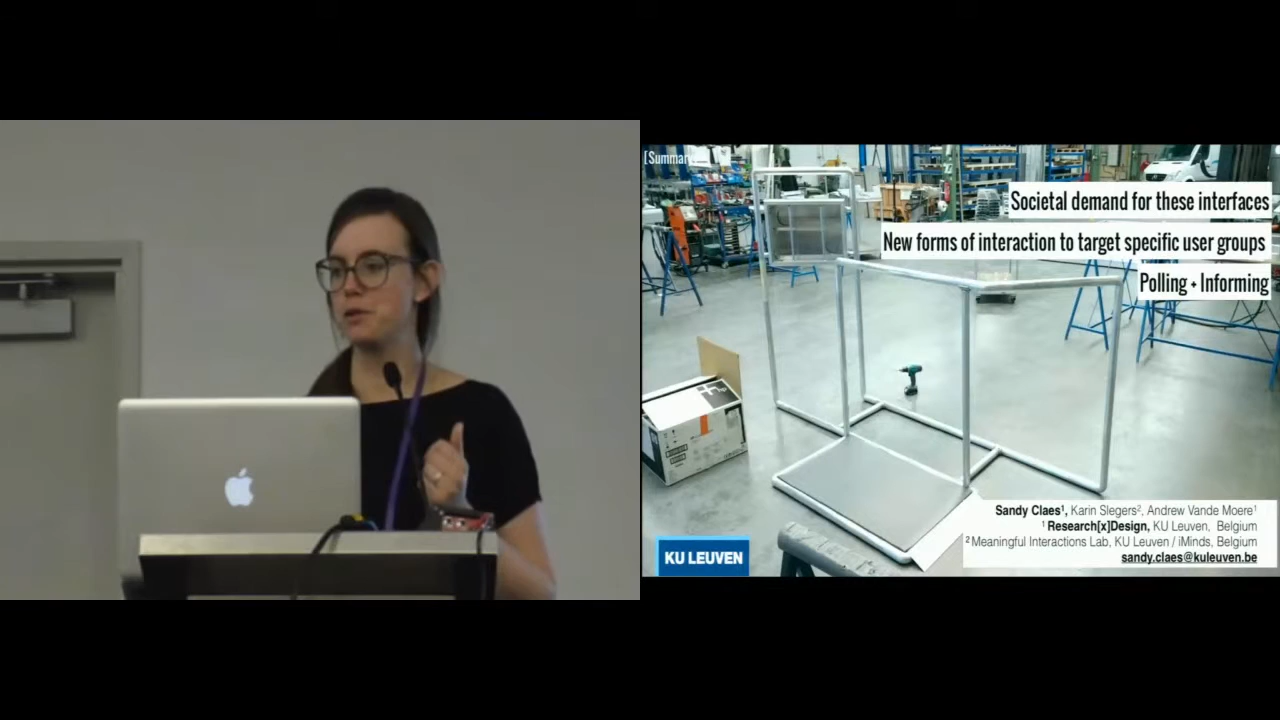 [Summary
Societal demand for these interfaces
New forms of interaction to target specific user groups
Polling + Informing
Sandy Claes¹, Karin Slegers², Andrew Vande Moere¹
¹ Research[x]Design, KU Leuven, Belgium
² Meaningful Interactions Lab, KU Leuven / iMinds, Belgium
sandy.claes@kuleuven.be
KU LEUVEN